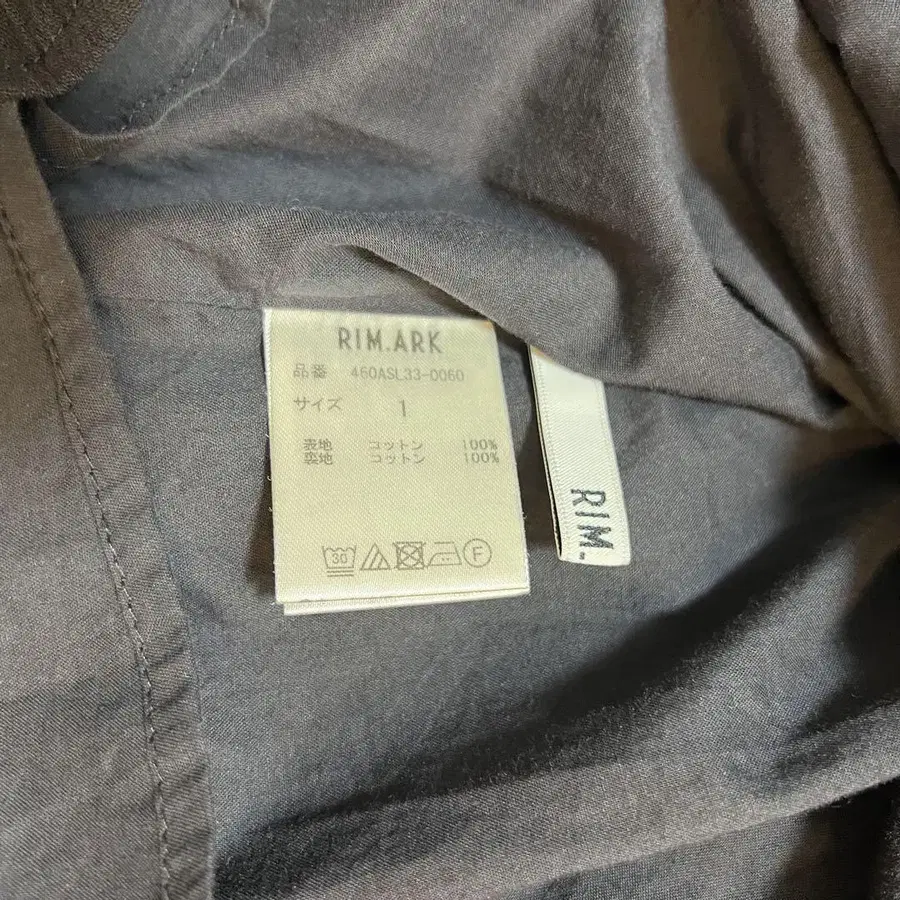 RIM.ARK
品番 460ASL33-0060
サイズ 1
表地 コットン 100%
裏地 コットン 100%
30 F
RIM.